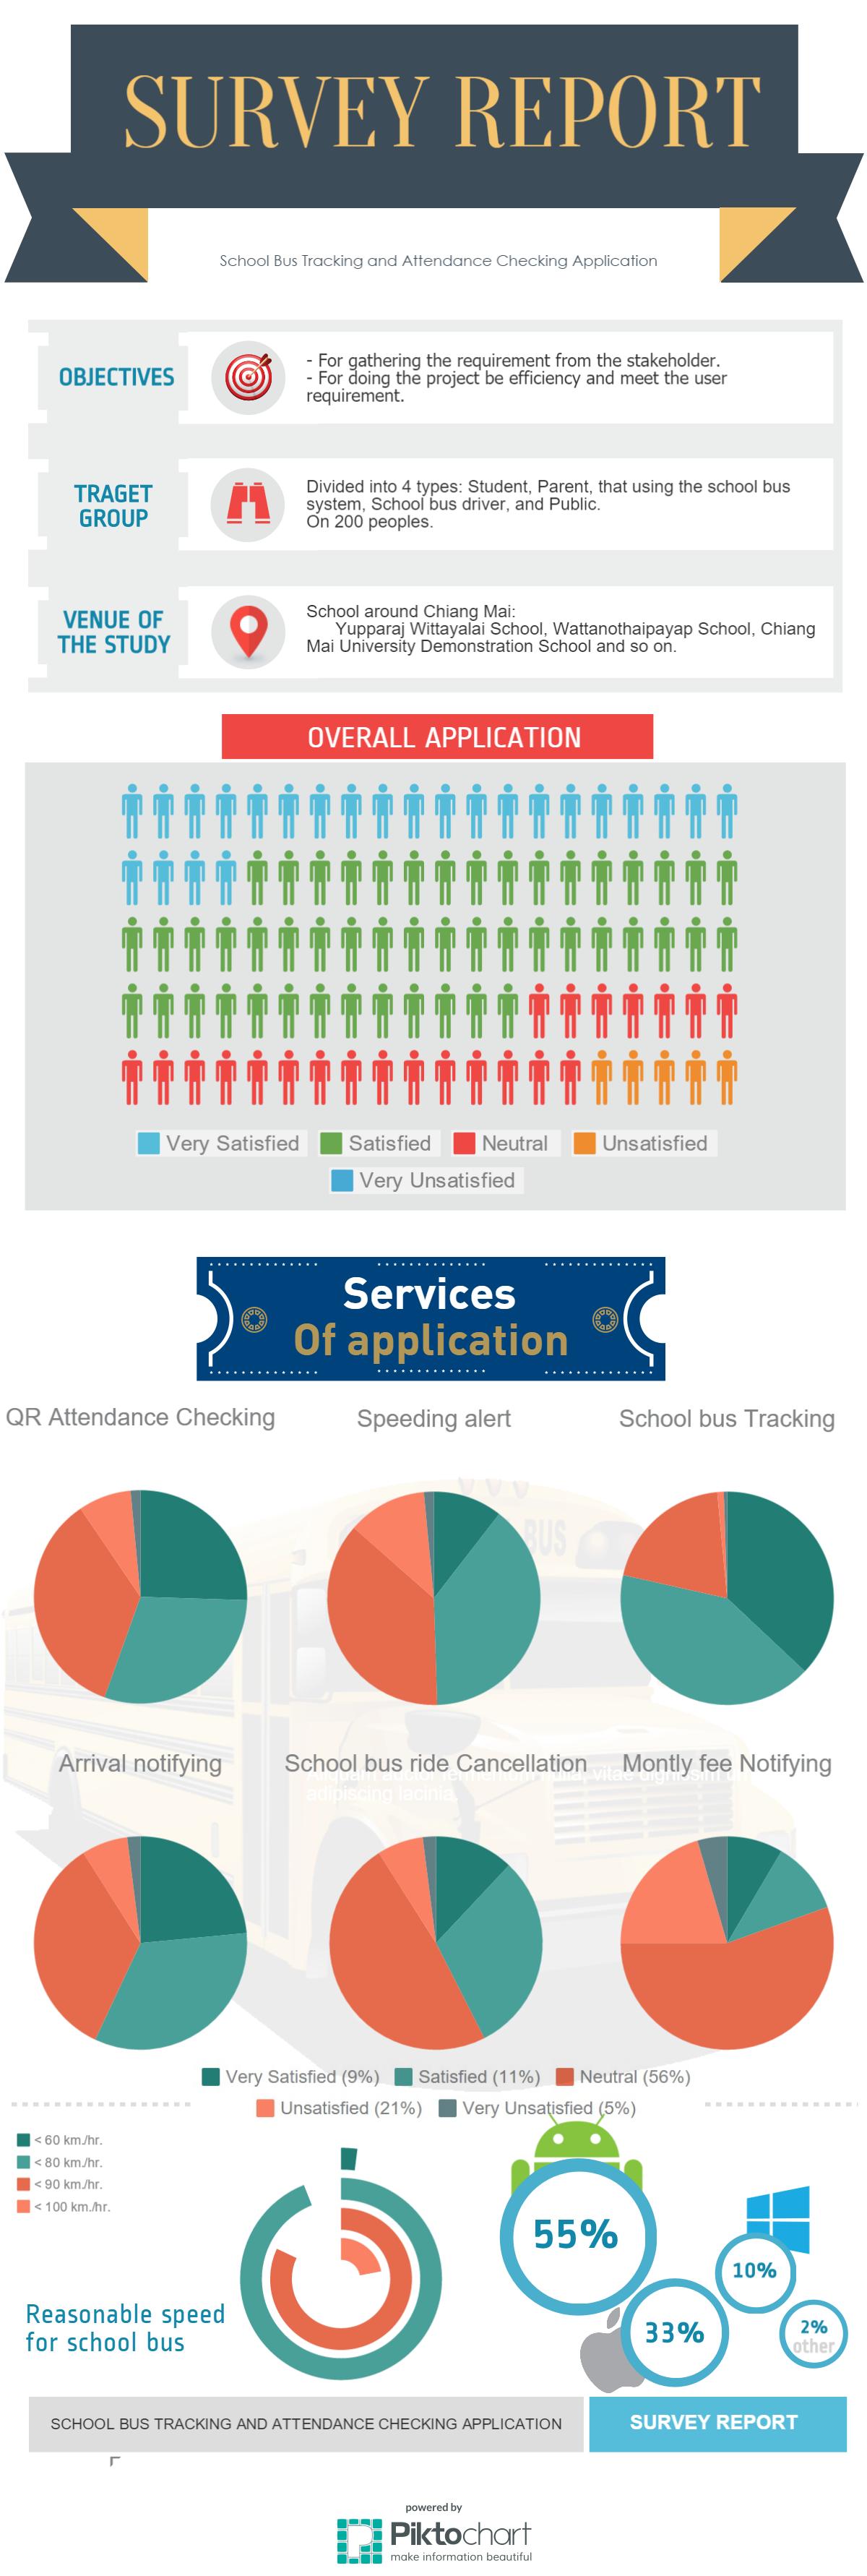 SURVEY REPORT
School Bus Tracking and Attendance Checking Application
OBJECTIVES
- For gathering the requirement from the stakeholder.
- For doing the project be efficiency and meet the user
requirement.
TRAGET
GROUP
Divided into 4 types: Student, Parent, that using the school bus
system, School bus driver, and Public.
On 200 peoples.
VENUE OF
THE STUDY
School around Chiang Mai:
Yupparaj Wittayalai School, Wattanothaipayap School, Chiang
Mai University Demonstration School and so on.
OVERALL APPLICATION
Very Satisfied
Satisfied
Neutral
Unsatisfied
Very Unsatisfied
Services
Of application
QR Attendance Checking
Speeding alert
School bus Tracking
BUS
Arrival notifying
School bus ride Cancellation
Montly fee Notifying
fermentum nulla, vitae dignissim
adipiscing lacinia.
Very Satisfied (9%)
Satisfied (11%)
Neutral (56%)
Unsatisfied (21%)
Very Unsatisfied (5%)
< 60 km./hr.
< 80 km./hr.
< 90 km./hr.
< 100 km./hr.
Reasonable speed
for school bus
55%
10%
33%
2%
other
SCHOOL BUS TRACKING AND ATTENDANCE CHECKING APPLICATION
SURVEY REPORT
powered by
Piktochart
make information beautiful